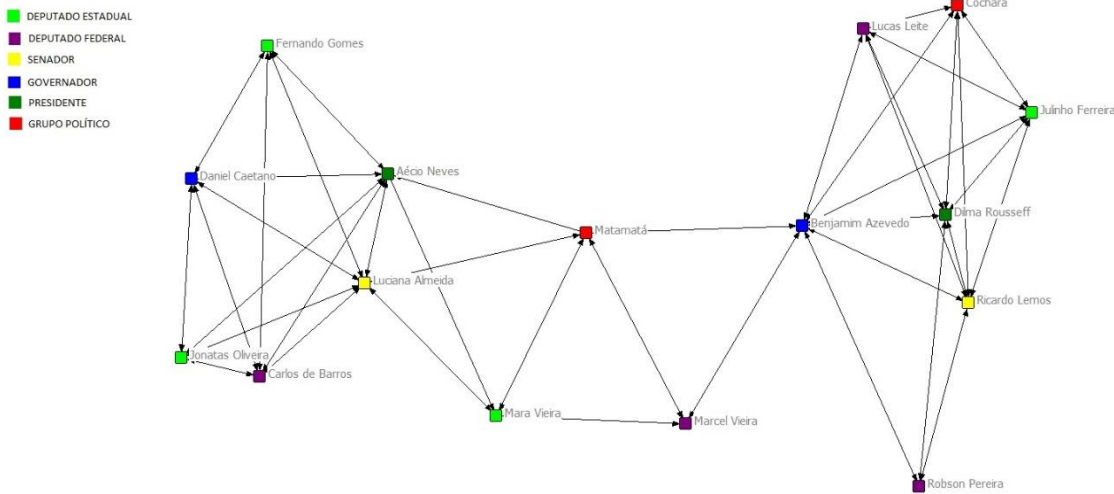 DEPUTADO ESTADUAL
DEPUTADO FEDERAL
SENADOR
GOVERNADOR
PRESIDENTE
GRUPO POLÍTICO
Cochará
Lucas Leite
Fernando Gomes
Julinho Ferreira
Aécio Neves
Daniel Caetano
Dilma Rousseff
Benjamim Azevedo
Matamatá
Luciana Almeida
Ricardo Lemos
Jonatas Oliveira
Carlos de Barros
Mara Vieira
Marcel Vieira
Robson Pereira